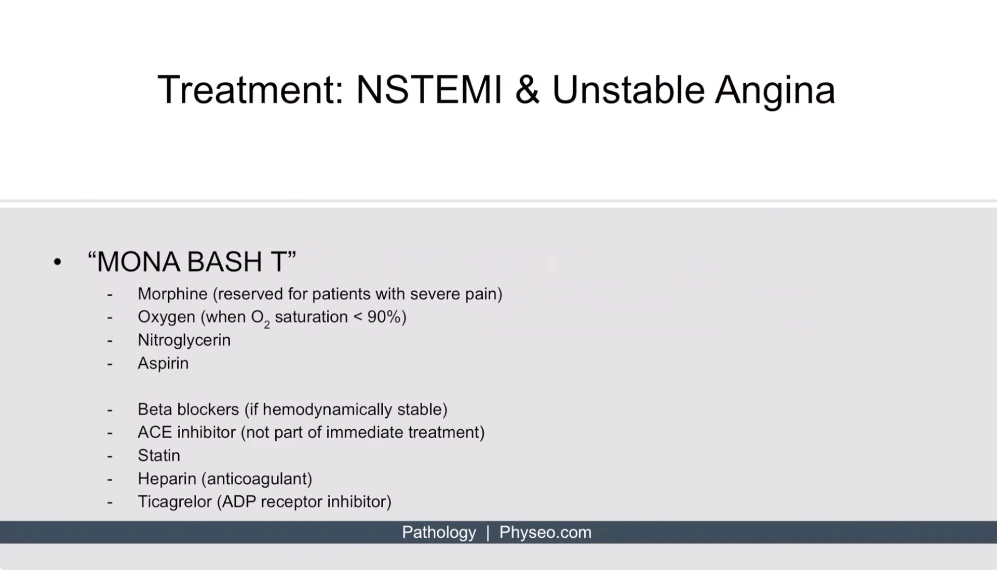 Treatment: NSTEMI & Unstable Angina
• “MONA BASH T”
- Morphine (reserved for patients with severe pain)
- Oxygen (when O2 saturation < 90%)
- Nitroglycerin
- Aspirin
- Beta blockers (if hemodynamically stable)
- ACE inhibitor (not part of immediate treatment)
- Statin
- Heparin (anticoagulant)
- Ticagrelor (ADP receptor inhibitor)
Pathology | Physeo.com